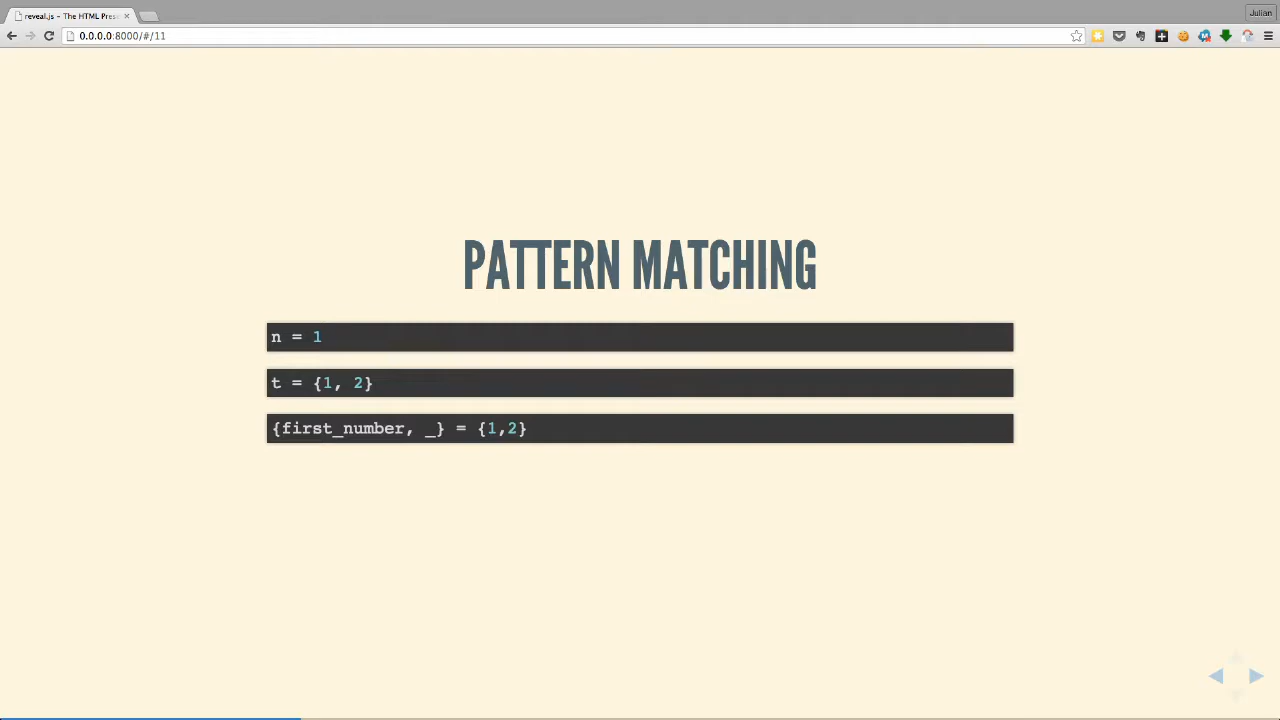 reveal.js – The HTML Pres
Julian
0.0.0.0:8000/#/11
PATTERN MATCHING
n = 1
t = {1, 2}
{first_number, _} = {1,2}